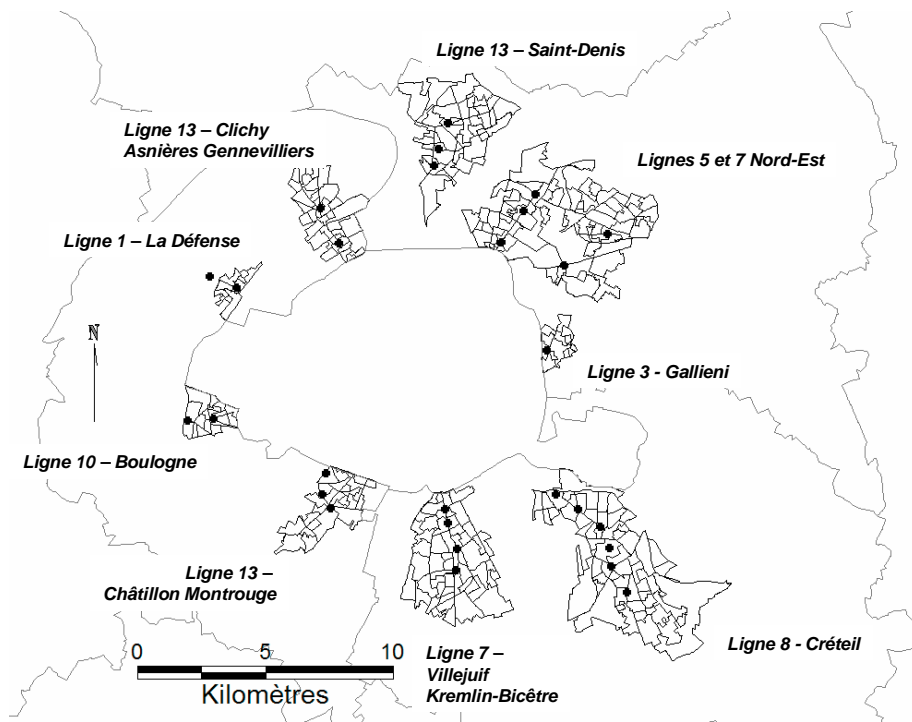 Ligne 13 – Saint-Denis
Ligne 13 – Clichy
Asnières Gennevilliers
Lignes 5 et 7 Nord-Est
Ligne 1 – La Défense
N
Ligne 3 - Gallieni
Ligne 10 – Boulogne
Ligne 13 –
Châtillon Montrouge
Ligne 7 –
Villejuif
Kremlin-Bicêtre
Ligne 8 - Créteil
0 5 10
Kilomètres